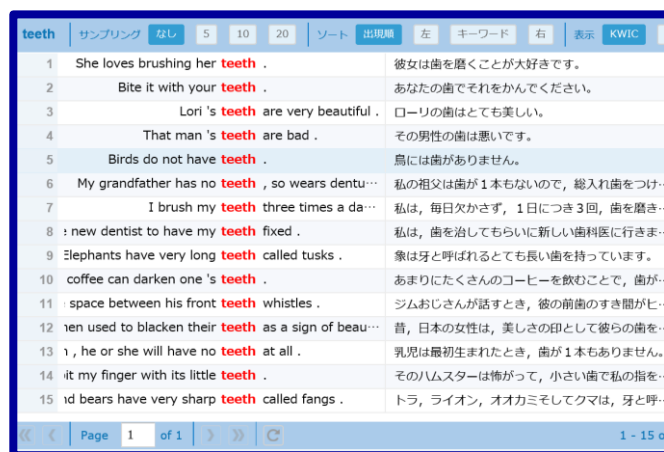 teeth サンプリング なし 5 10 20 ソート 出現順 左 キーワード 右 表示 KWIC
1 She loves brushing her teeth . 彼女は歯を磨くことが大好きです。
2 Bite it with your teeth . あなたの歯でそれをかんでください。
3 Lori 's teeth are very beautiful . ローリの歯はとても美しい。
4 That man 's teeth are bad . その男性の歯は悪いです。
5 Birds do not have teeth . 鳥には歯がありません。
6 My grandfather has no teeth , so wears dentu··· 私の祖父は歯が1本もないので，総入れ歯をつけ··
7 I brush my teeth three times a da··· 私は，毎日欠かさず，1日につき3回，歯を磨き··
8 e new dentist to have my teeth fixed . 私は，歯を治してもらいに新しい歯科医に行きま··
9 Elephants have very long teeth called tusks . 象は牙と呼ばれるとても長い歯を持っています。
10 coffee can darken one 's teeth . あまりにたくさんのコーヒーを飲むことで，歯が··
11 space between his front teeth whistles . ジムおじさんが話すとき，彼の前歯のすき間がヒ··
12 en used to blacken their teeth as a sign of beau··· 昔，日本の女性は，美しさの印として彼らの歯を··
13 , he or she will have no teeth at all . 乳児は最初生まれたとき，歯が1本もありません。
14 bit my finger with its little teeth . そのハムスターは怖がって，小さい歯で私の指を··
15 nd bears have very sharp teeth called fangs . トラ，ライオン，オオカミそしてクマは，牙と呼··
Page 1 of 1 1 - 15 o